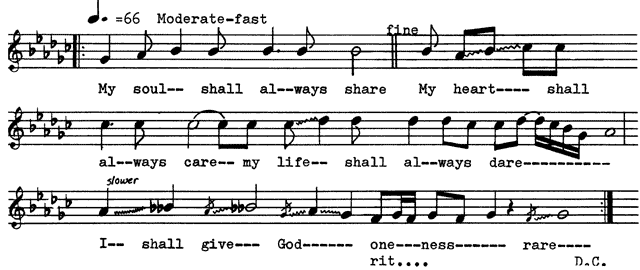 ♩. =66 Moderate-fast
fine
My soul-- shall al--ways share My heart---- shall
al--ways care-- my life-- shall al--ways dare-----------
slower
I-- shall give--- God------ one---ness------- rare----
rit.... D.C.